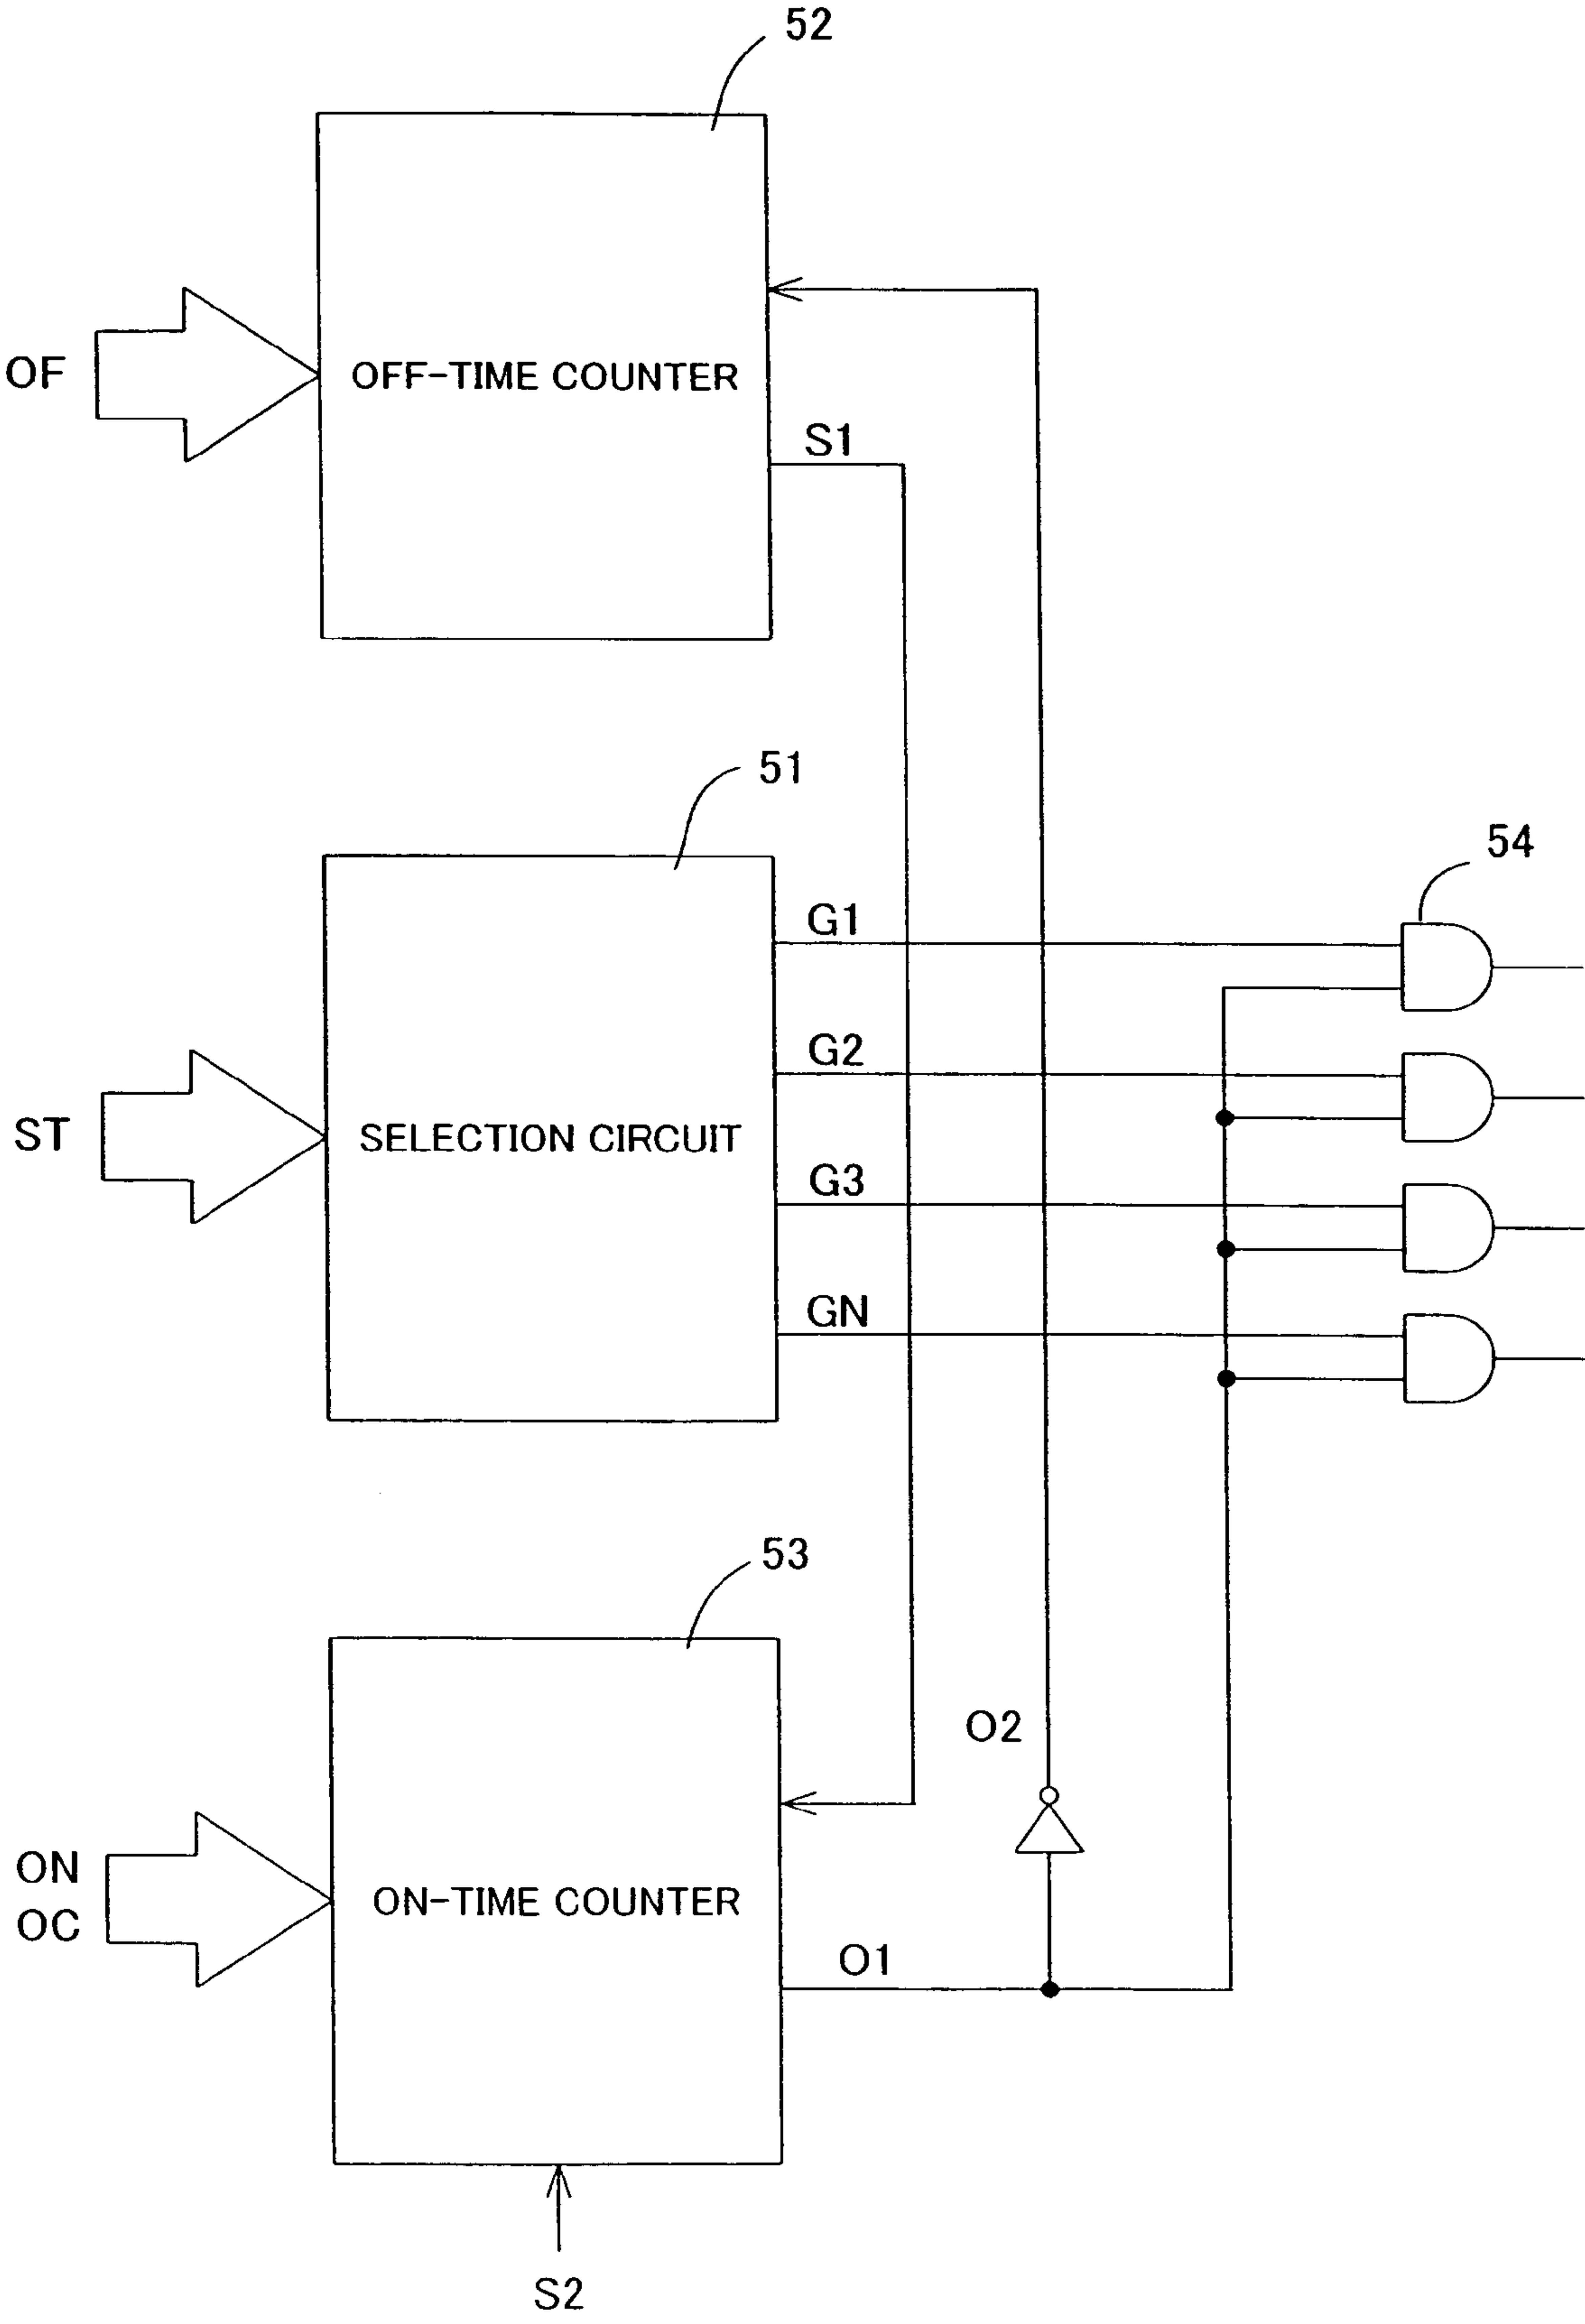 52
OF
OFF-TIME COUNTER
S1
51
54
G1
G2
ST
SELECTION CIRCUIT
G3
GN
53
O2
ON
OC
ON-TIME COUNTER
O1
S2